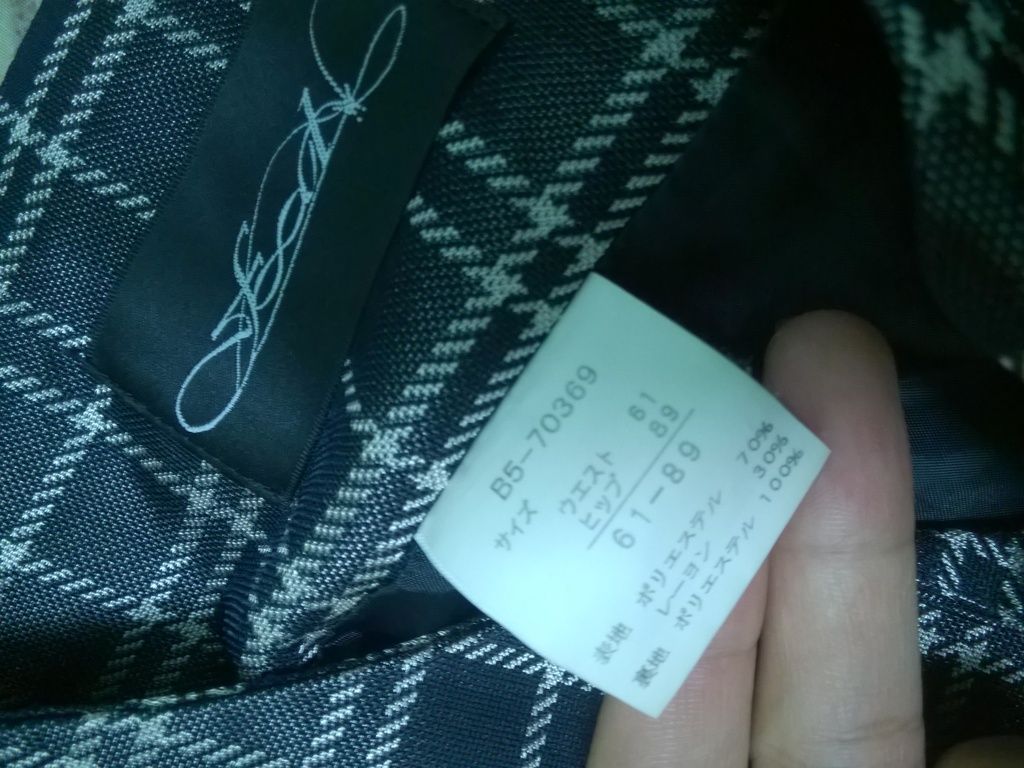 B5-70369
サイズ
ウエスト 61
ヒップ 89
61-89
表地 ポリエステル 70%
レーヨン 30%
裏地 ポリエステル 100%